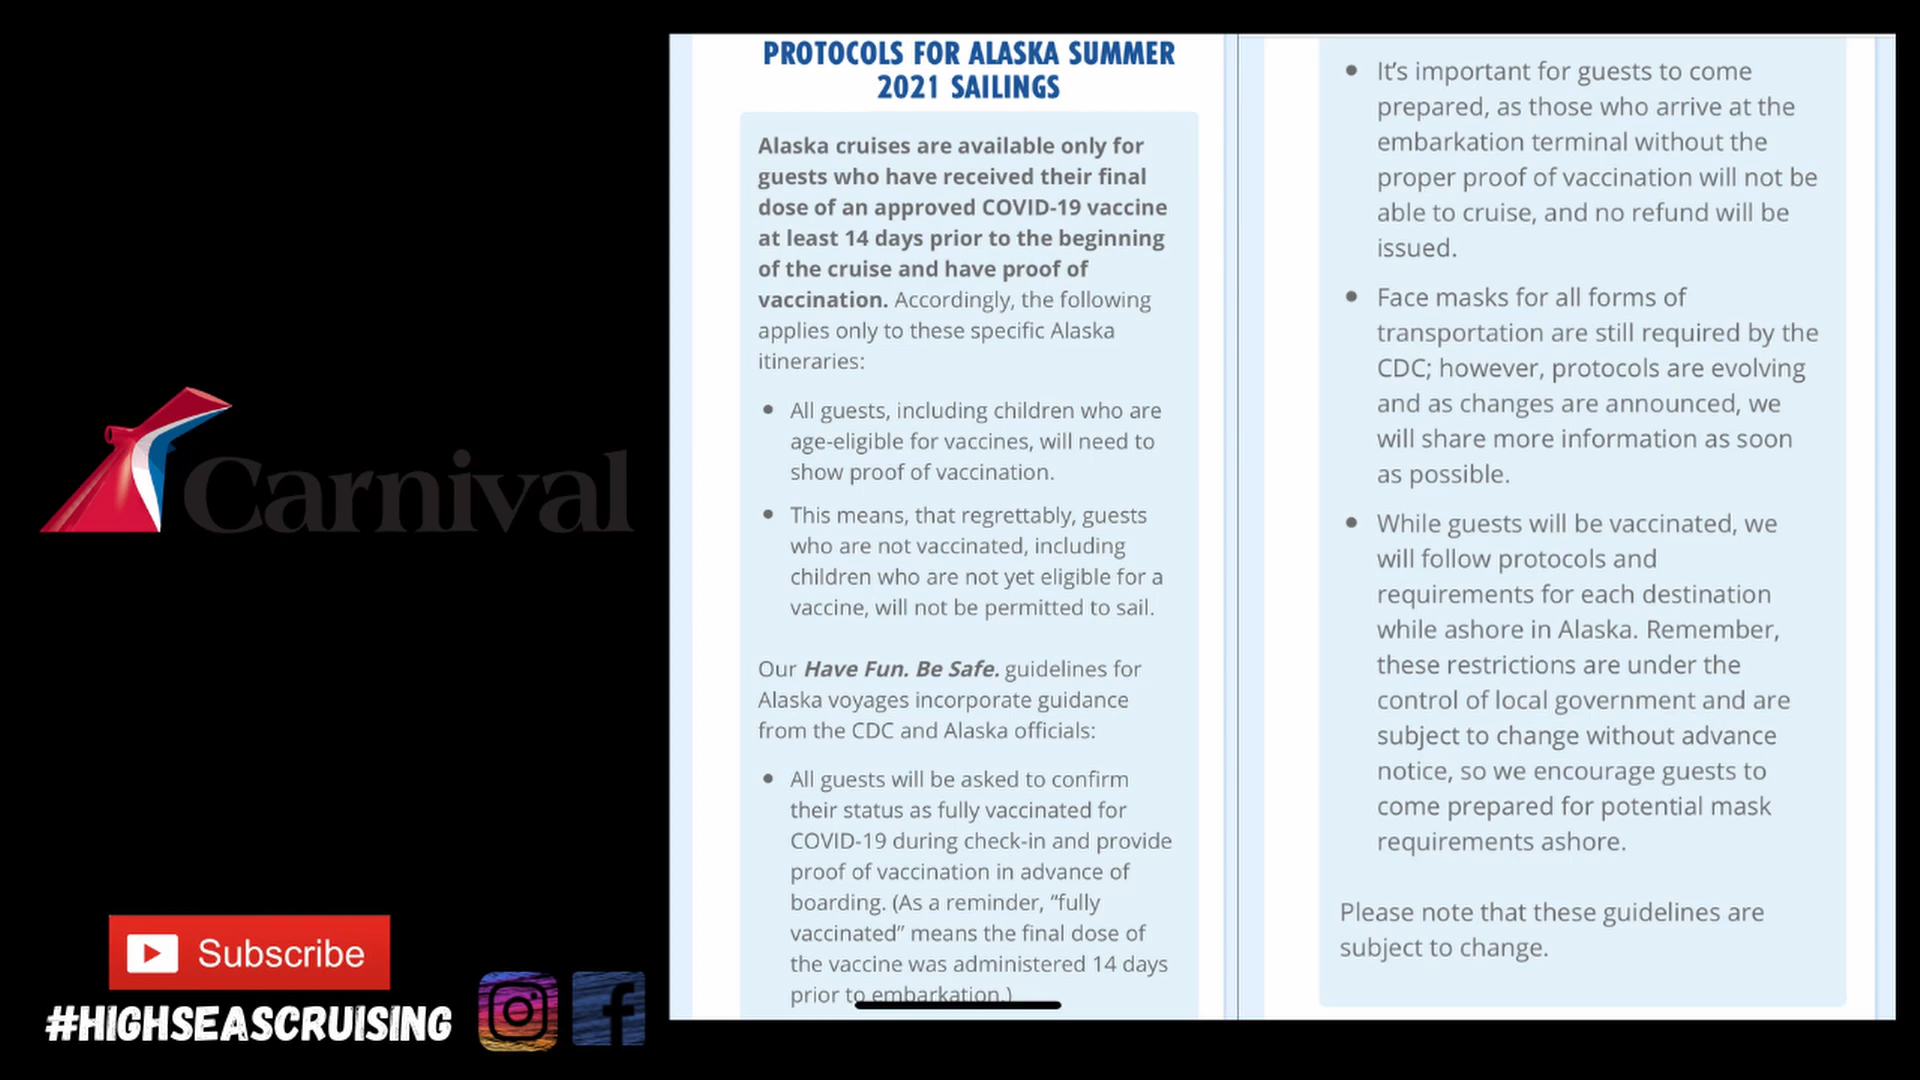 Carnival
Subscribe
#HIGHSEASCRUISING
PROTOCOLS FOR ALASKA SUMMER
2021 SAILINGS
Alaska cruises are available only for
guests who have received their final
dose of an approved COVID-19 vaccine
at least 14 days prior to the beginning
of the cruise and have proof of
vaccination. Accordingly, the following
applies only to these specific Alaska
itineraries:
• All guests, including children who are
age-eligible for vaccines, will need to
show proof of vaccination.
• This means, that regrettably, guests
who are not vaccinated, including
children who are not yet eligible for a
vaccine, will not be permitted to sail.
Our Have Fun. Be Safe. guidelines for
Alaska voyages incorporate guidance
from the CDC and Alaska officials:
• All guests will be asked to confirm
their status as fully vaccinated for
COVID-19 during check-in and provide
proof of vaccination in advance of
boarding. (As a reminder, “fully
vaccinated” means the final dose of
the vaccine was administered 14 days
prior to embarkation.)
• It’s important for guests to come
prepared, as those who arrive at the
embarkation terminal without the
proper proof of vaccination will not be
able to cruise, and no refund will be
issued.
• Face masks for all forms of
transportation are still required by the
CDC; however, protocols are evolving
and as changes are announced, we
will share more information as soon
as possible.
• While guests will be vaccinated, we
will follow protocols and
requirements for each destination
while ashore in Alaska. Remember,
these restrictions are under the
control of local government and are
subject to change without advance
notice, so we encourage guests to
come prepared for potential mask
requirements ashore.
Please note that these guidelines are
subject to change.